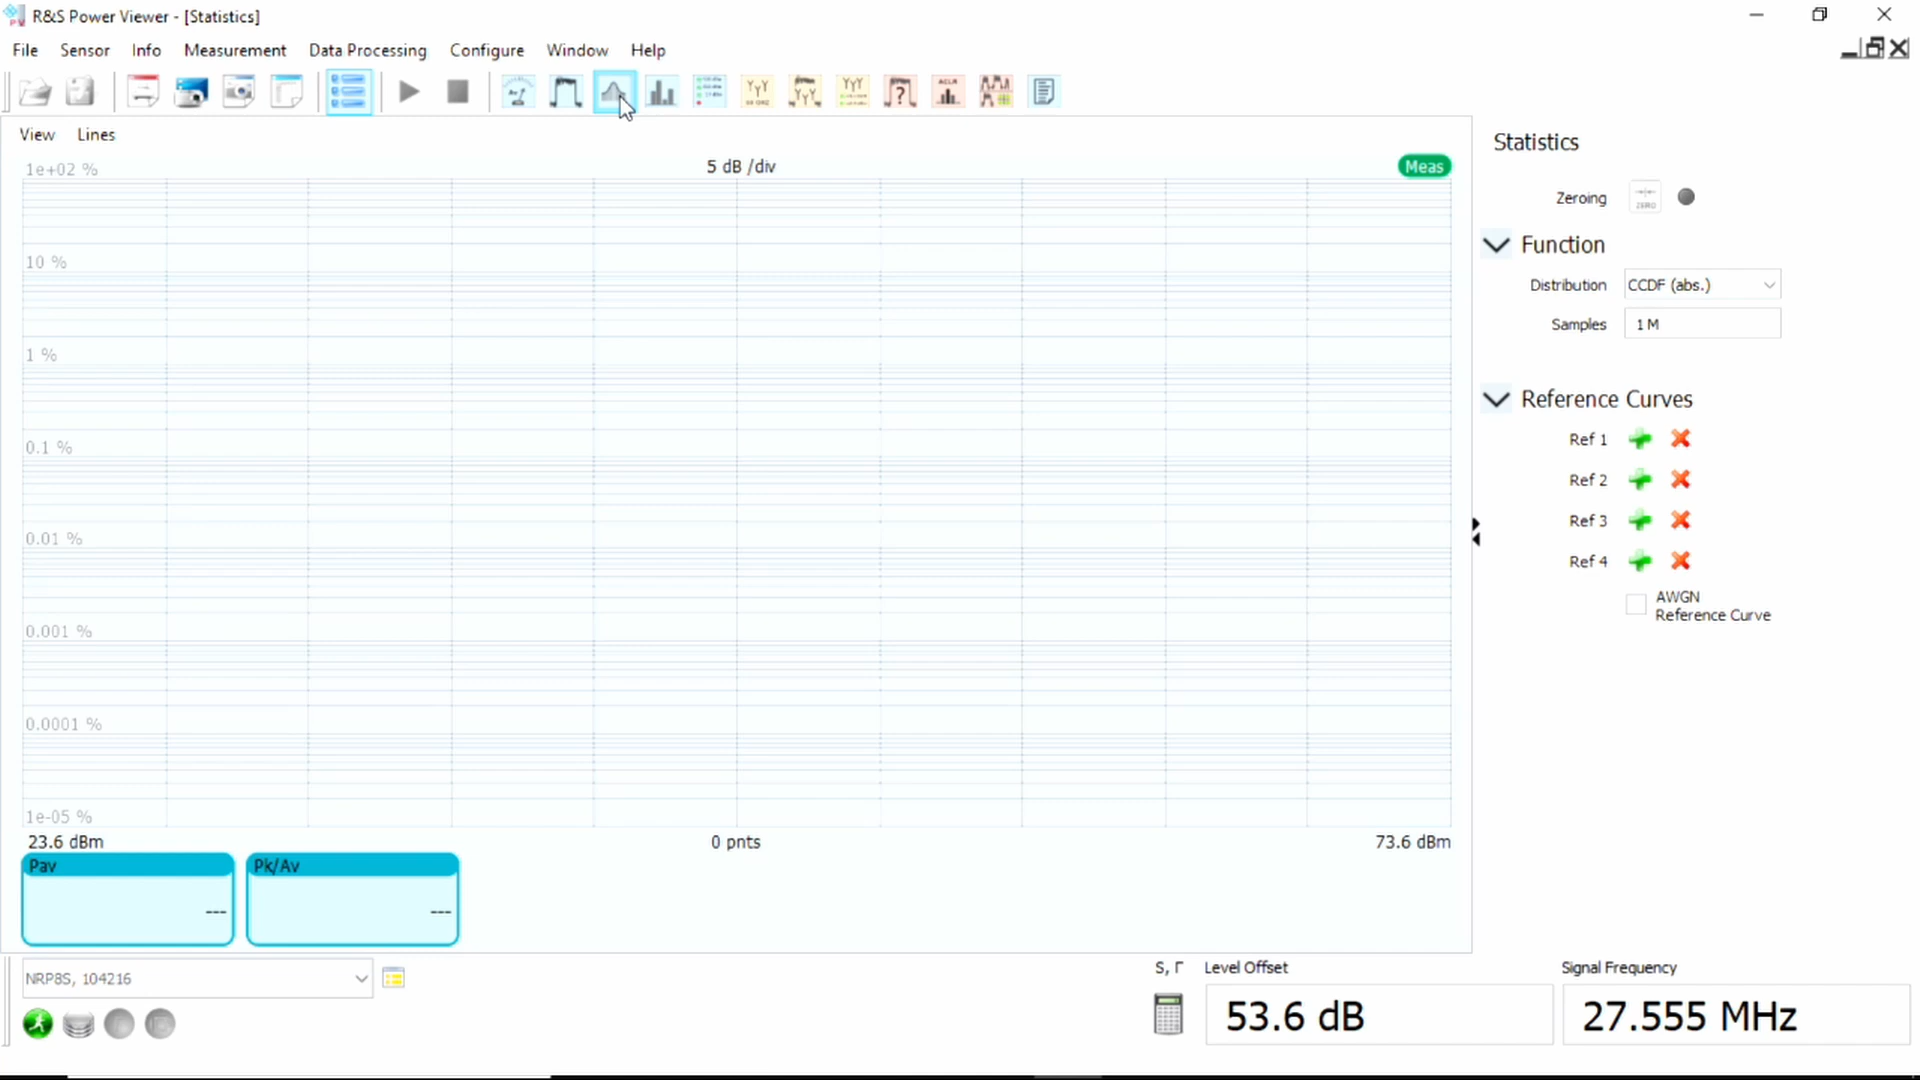 R&S Power Viewer - [Statistics]
File Sensor Info Measurement Data Processing Configure Window Help
ACLR
View Lines
1e+02 %
5 dB /div
Meas
10 %
1 %
0.1 %
0.01 %
0.001 %
0.0001 %
1e-05 %
23.6 dBm
0 pnts
73.6 dBm
Pav
---
Pk/Av
---
Statistics
Zeroing
ZERO
Function
Distribution
CCDF (abs.)
Samples
1 M
Reference Curves
Ref 1
Ref 2
Ref 3
Ref 4
AWGN
Reference Curve
NRP8S, 104216
S, Γ
Level Offset
53.6 dB
Signal Frequency
27.555 MHz